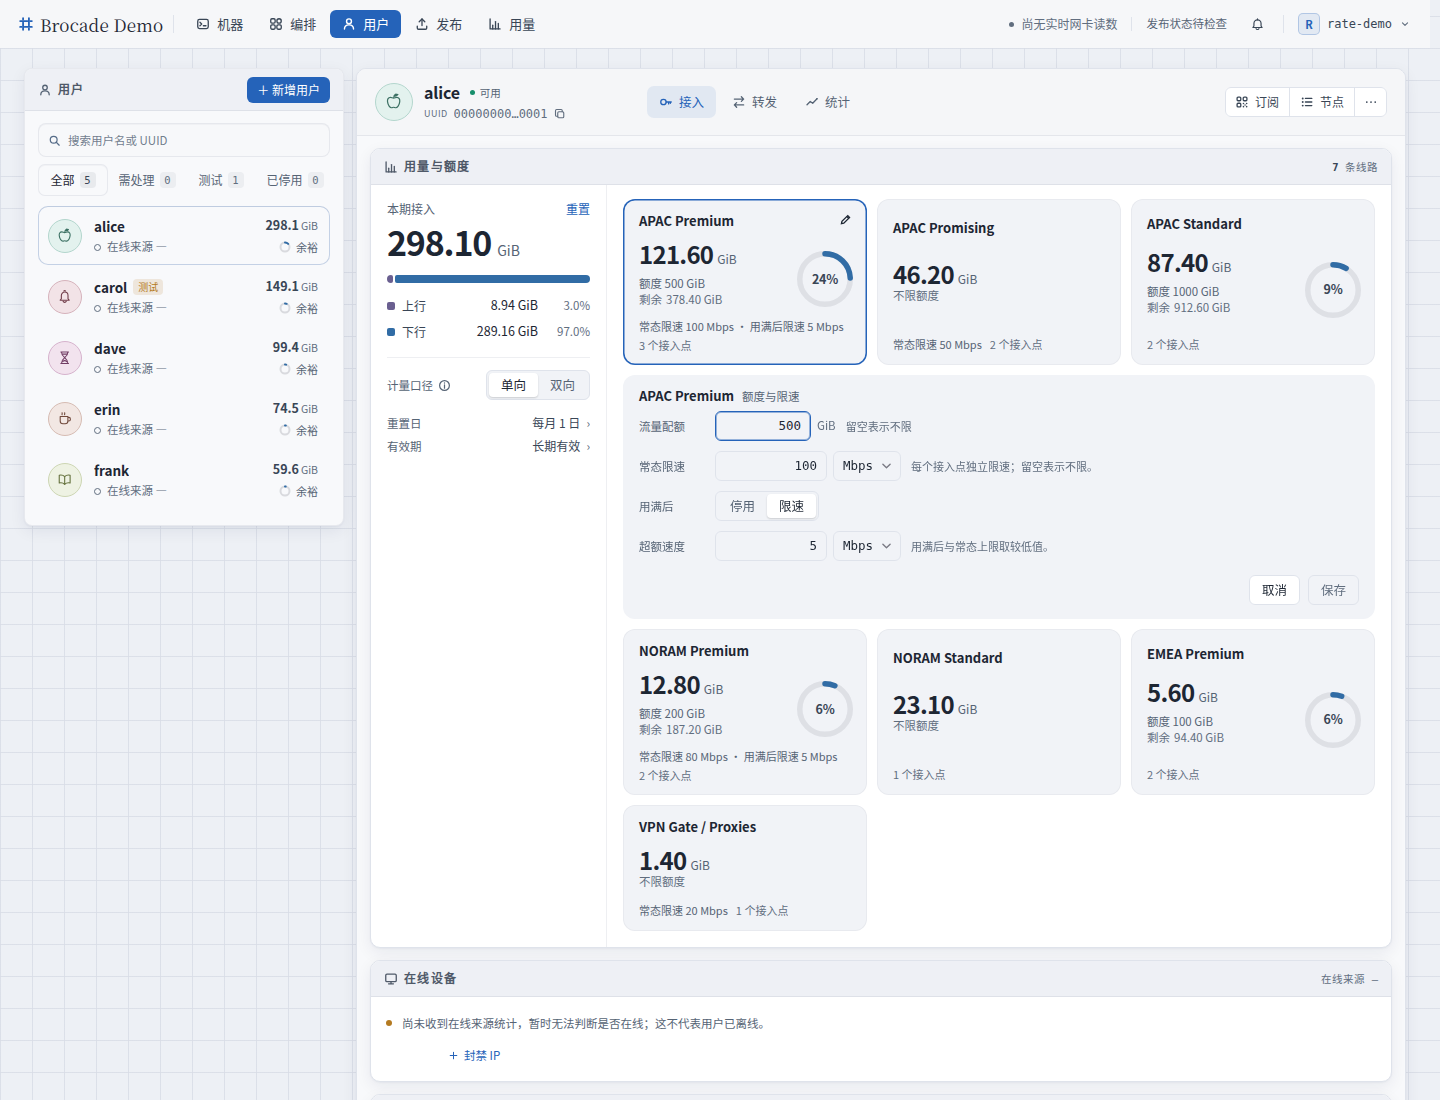 Brocade Demo
机器
编排
用户
发布
用量
尚无实时网卡读数
发布状态待检查
R
rate-demo
用户
新增用户
搜索用户名或 UUID
全部 5
需处理 0
测试 1
已停用 0
alice
298.1 GiB
在线来源 —
余裕
carol 测试
149.1 GiB
在线来源 —
余裕
dave
99.4 GiB
在线来源 —
余裕
erin
74.5 GiB
在线来源 —
余裕
frank
59.6 GiB
在线来源 —
余裕
alice
可用
UUID 00000000…0001
接入
转发
统计
订阅
节点
···
用量与额度
7 条线路
本期接入
重置
298.10 GiB
上行 8.94 GiB 3.0%
下行 289.16 GiB 97.0%
计量口径
单向 双向
重置日 每月 1 日 ›
有效期 长期有效 ›
APAC Premium
121.60 GiB
额度 500 GiB
剩余 378.40 GiB
24%
常态限速 100 Mbps · 用满后限速 5 Mbps
3 个接入点
APAC Promising
46.20 GiB
不限额度
常态限速 50 Mbps 2 个接入点
APAC Standard
87.40 GiB
额度 1000 GiB
剩余 912.60 GiB
9%
2 个接入点
APAC Premium 额度与限速
流量配额 500 GiB 留空表示不限
常态限速 100 Mbps 每个接入点独立限速；留空表示不限。
用满后 停用 限速
超额速度 5 Mbps 用满后与常态上限取较低值。
取消 保存
NORAM Premium
12.80 GiB
额度 200 GiB
剩余 187.20 GiB
6%
常态限速 80 Mbps · 用满后限速 5 Mbps
2 个接入点
NORAM Standard
23.10 GiB
不限额度
1 个接入点
EMEA Premium
5.60 GiB
额度 100 GiB
剩余 94.40 GiB
6%
2 个接入点
VPN Gate / Proxies
1.40 GiB
不限额度
常态限速 20 Mbps 1 个接入点
在线设备
在线来源 —
尚未收到在线来源统计，暂时无法判断是否在线；这不代表用户已离线。
封禁 IP